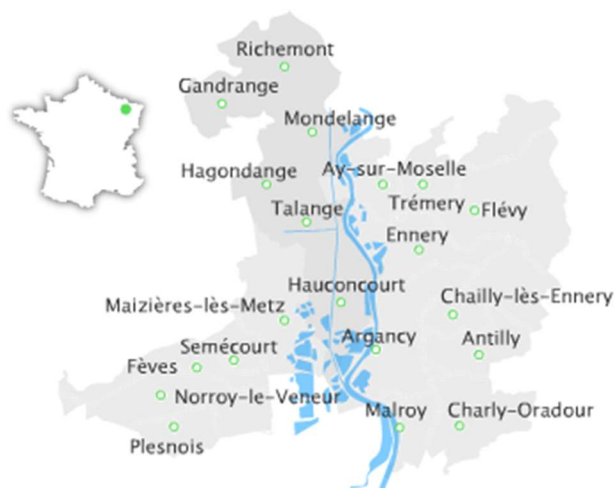 Richemont
Gandrange
Mondelange
Hagondange
Ay-sur-Moselle
Talange
Trémery
Flévy
Ennery
Hauconcourt
Chailly-lès-Ennery
Maizières-lès-Metz
Argancy
Antilly
Semécourt
Fèves
Norroy-le-Veneur
Malroy
Charly-Oradour
Plesnois